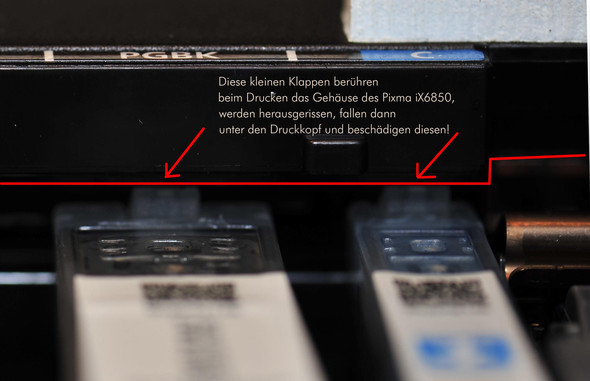 PGBK C
Diese kleinen Klappen berühren
beim Drucken das Gehäuse des Pixma iX6850,
werden herausgerissen, fallen dann
unter den Druckkopf und beschädigen diesen!